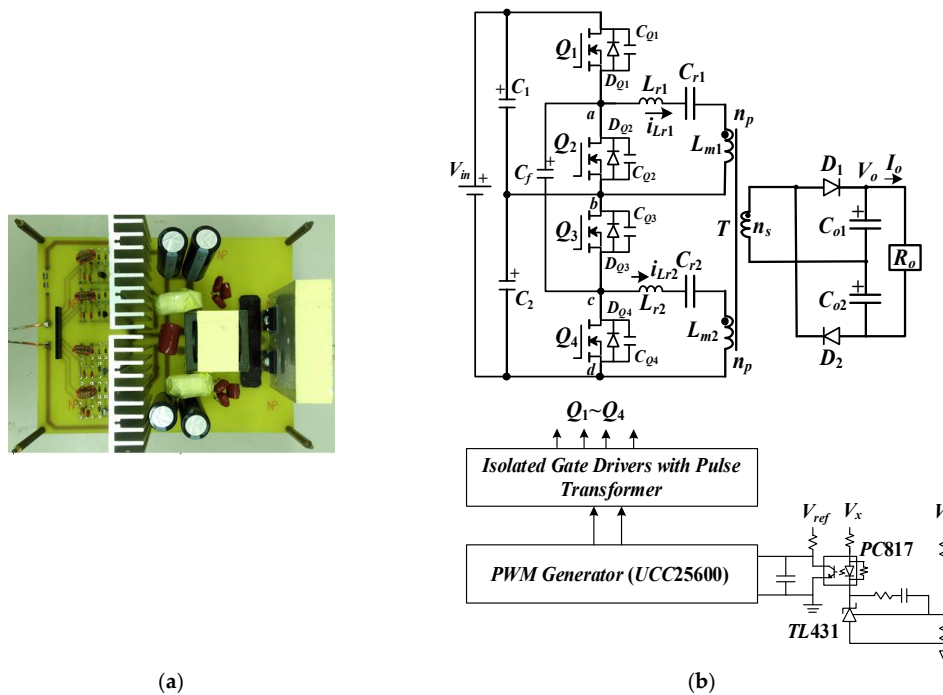 Q1
CQ1
DQ1
C1
Lr1
Cr1
np
a
iLr1
DQ2
Lm1
Q2
CQ2
Vin
Cf
b
D1
Vo
Io
CQ3
Q3
T
ns
Co1
Ro
DQ3
iLr2
Cr2
C2
c
Lr2
Co2
DQ4
Lm2
Q4
CQ4
D2
d
np
Q1~Q4
Isolated Gate Drivers with Pulse
Transformer
Vref
Vx
V
PC817
PWM Generator (UCC25600)
TL431
NP
NP
(a)
(b)